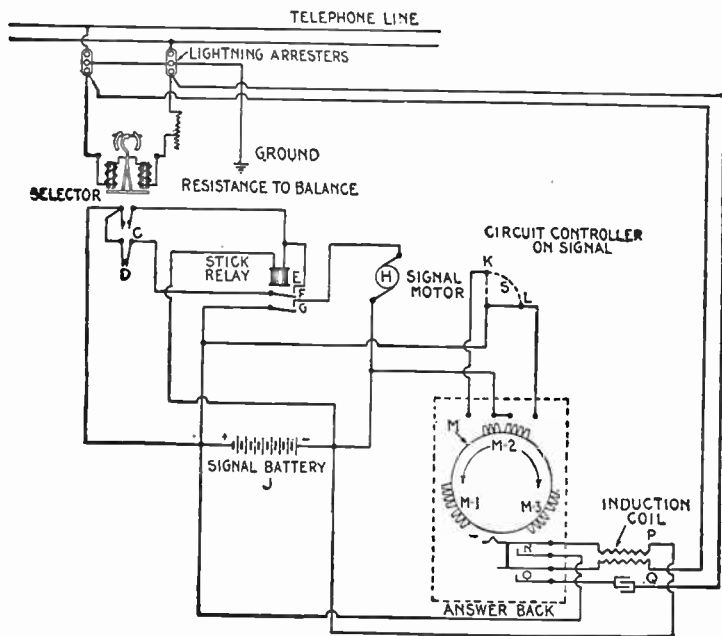 TELEPHONE LINE
LIGHTNING ARRESTERS
GROUND
SELECTOR
RESISTANCE TO BALANCE
C
D
STICK
RELAY
E
F
G
H
SIGNAL
MOTOR
CIRCUIT CONTROLLER
ON SIGNAL
K
S
L
+
-
SIGNAL BATTERY
J
M
M-2
M-1
M-3
INDUCTION
COIL
P
N
O
Q
ANSWER BACK